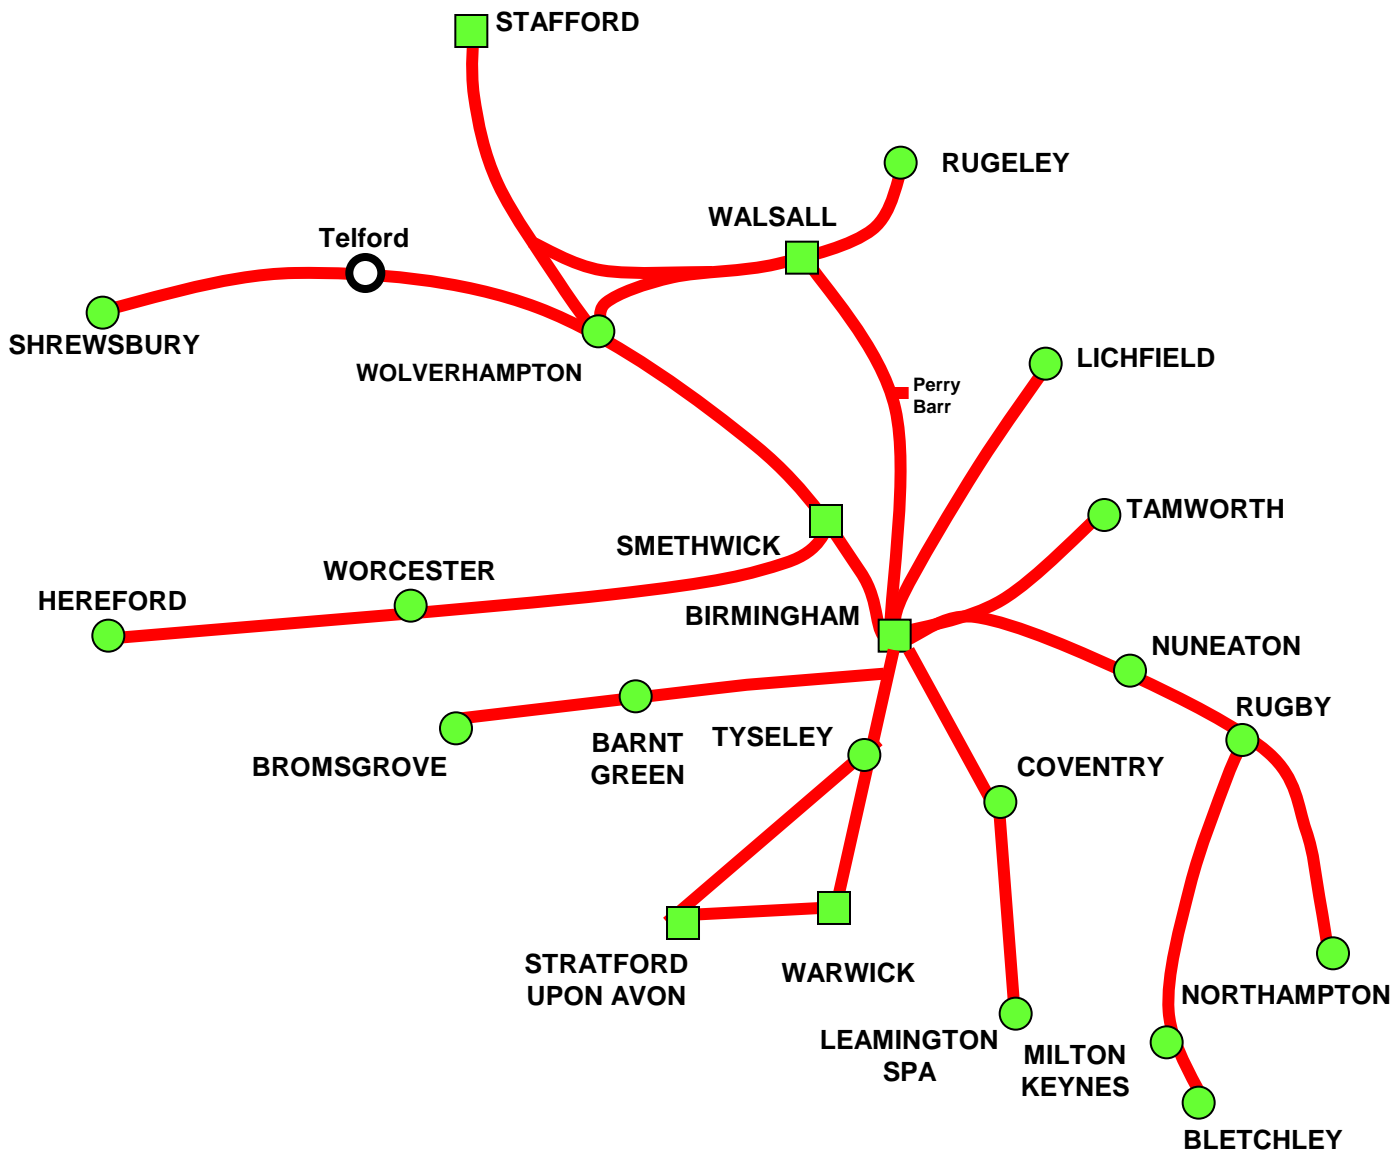 STAFFORD
RUGELEY
WALSALL
Telford
SHREWSBURY
WOLVERHAMPTON
LICHFIELD
Perry
Barr
TAMWORTH
SMETHWICK
WORCESTER
HEREFORD
BIRMINGHAM
NUNEATON
RUGBY
TYSELEY
BARNT
GREEN
BROMSGROVE
COVENTRY
STRATFORD
UPON AVON
WARWICK
NORTHAMPTON
LEAMINGTON
SPA
MILTON
KEYNES
BLETCHLEY